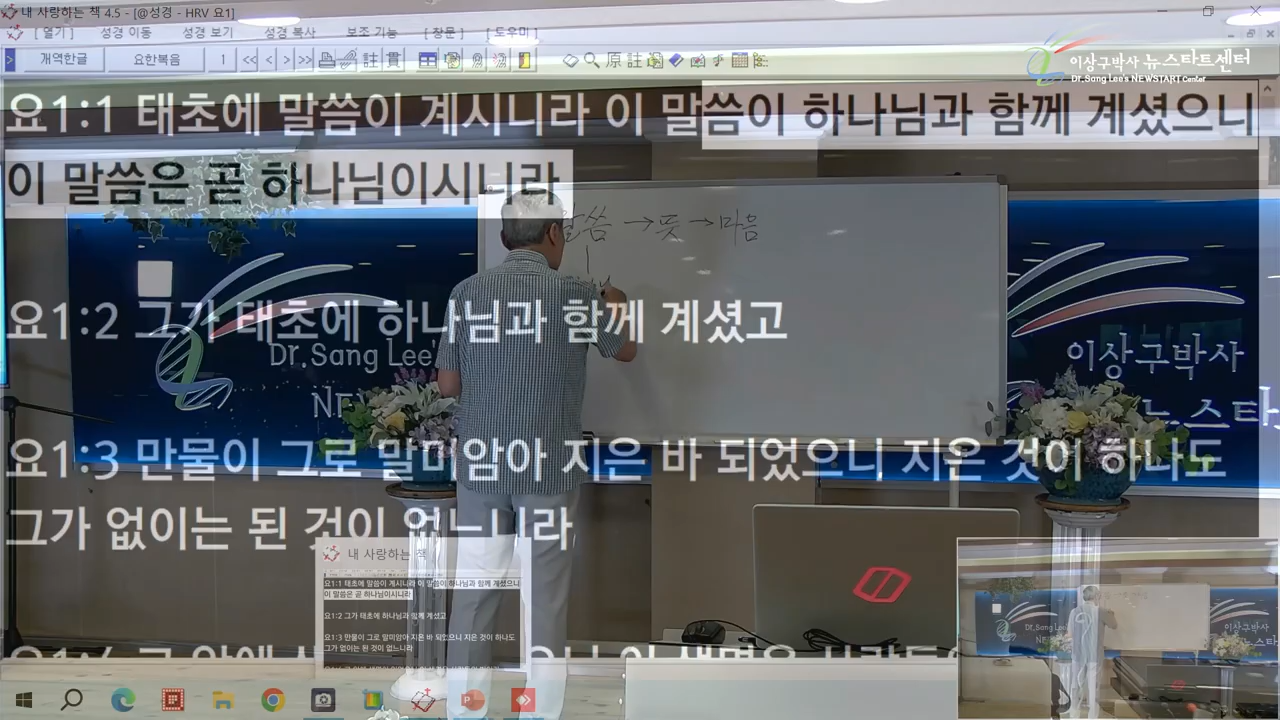 내 사랑하는 책 4.5 - [@성경 - HRV 요1]
[ 열기 ] 성경 이동 성경 보기 성경 복사 보조 기능 [ 창문 ] [ 도우미 ]
개역한글 요한복음 1 << < > >> 註 貫 原 註
이상구박사 뉴스타트센터
Dr.Sang Lee's NEWSTART Center
요1:1 태초에 말씀이 계시니라 이 말씀이 하나님과 함께 계셨으니
이 말씀은 곧 하나님이시니라
말씀 → 뜻 → 마음
요1:2 그가 태초에 하나님과 함께 계셨고
Dr.Sang Lee's
이상구박사
뉴스타
요1:3 만물이 그로 말미암아 지은 바 되었으니 지은 것이 하나도
그가 없이는 된 것이 없느니라
내 사랑하는 책
요1:1 태초에 말씀이 계시니라 이 말씀이 하나님과 함께 계셨으니
이 말씀은 곧 하나님이시니라
요1:2 그가 태초에 하나님과 함께 계셨고
요1:3 만물이 그로 말미암아 지은 바 되었으니 지은 것이 하나도
그가 없이는 된 것이 없느니라